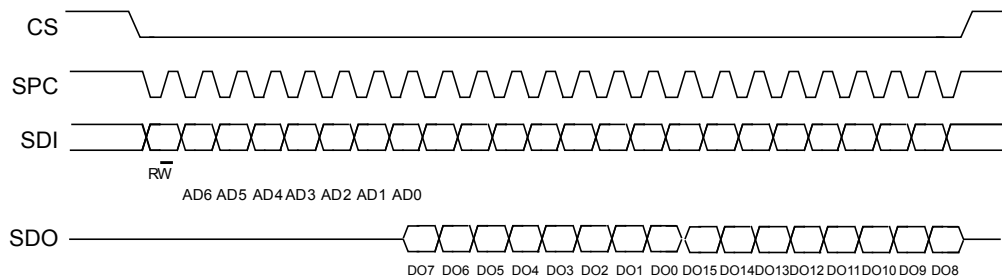 CS
SPC
SDI
RW̅
AD6 AD5 AD4 AD3 AD2 AD1 AD0
SDO
DO7 DO6 DO5 DO4 DO3 DO2 DO1 DO0 DO15 DO14 DO13 DO12 DO11 DO10 DO9 DO8